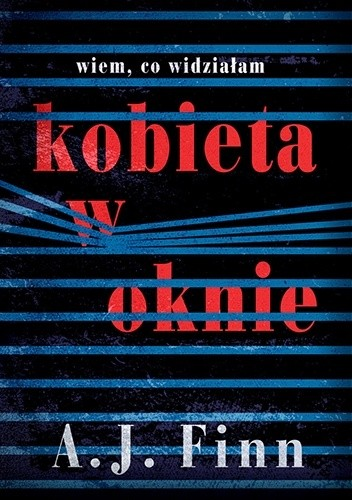 wiem, co widziałam
kobieta
w
oknie
A.J. Finn